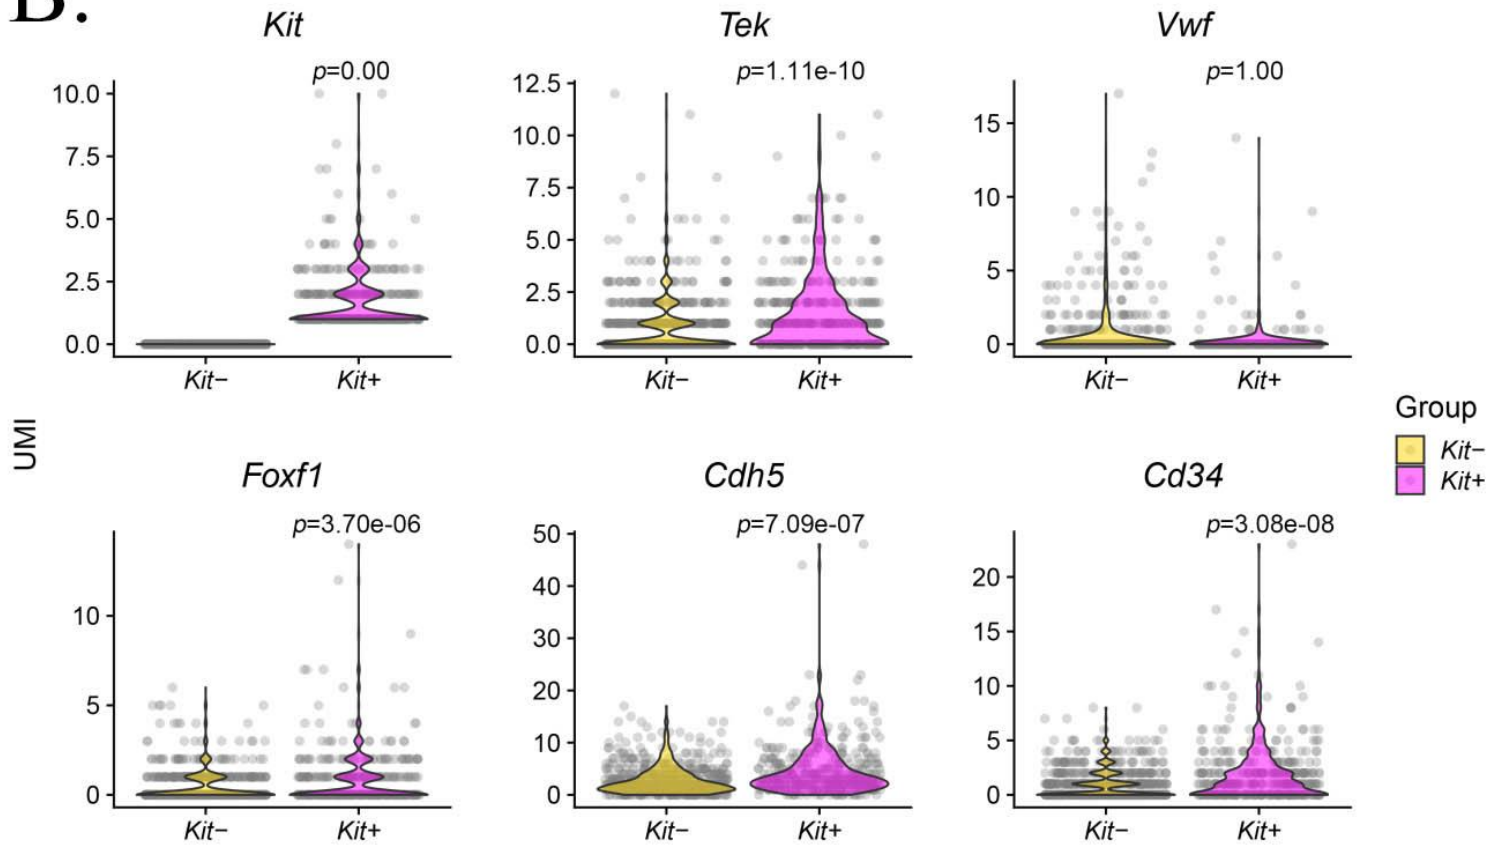 B.
Kit
Tek
Vwf
p=0.00
p=1.11e-10
p=1.00
10.0
7.5
5.0
2.5
0.0
12.5
10.0
7.5
5.0
2.5
0.0
15
10
5
0
Kit−
Kit+
Kit−
Kit+
Kit−
Kit+
UMI
Group
Kit−
Kit+
Foxf1
Cdh5
Cd34
p=3.70e-06
p=7.09e-07
p=3.08e-08
10
5
0
50
40
30
20
10
0
20
15
10
5
0
Kit−
Kit+
Kit−
Kit+
Kit−
Kit+